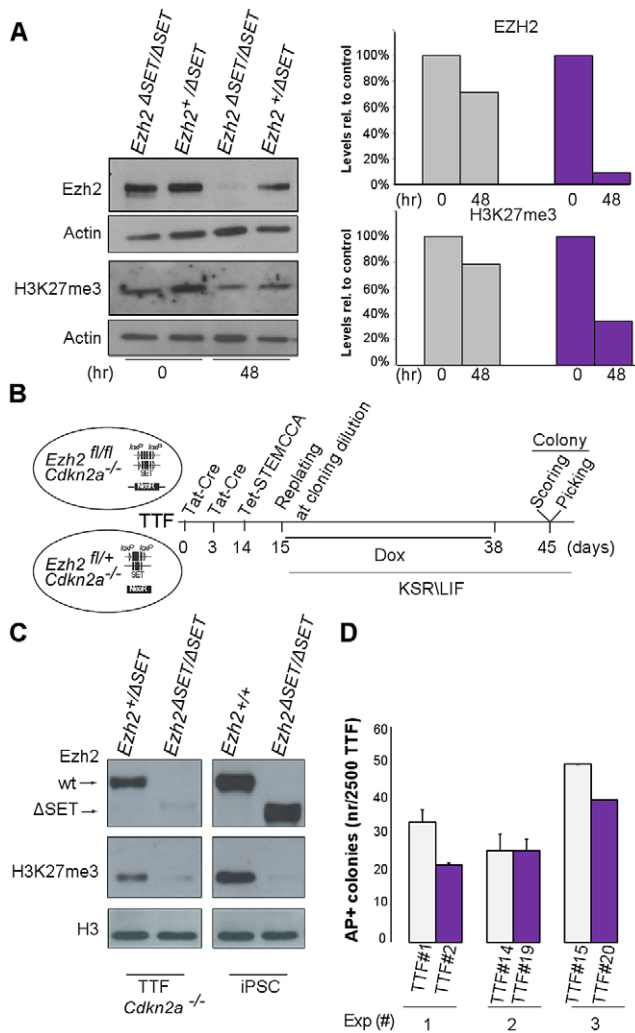 A
Ezh2 ΔSET/ΔSET
Ezh2+/ΔSET
Ezh2 ΔSET/ΔSET
Ezh2 +/ΔSET
Ezh2
Actin
H3K27me3
Actin
(hr) 0 48
EZH2
Levels rel. to control
100%
80%
60%
40%
20%
0%
(hr) 0 48 0 48
H3K27me3
Levels rel. to control
100%
80%
60%
40%
20%
0%
(hr) 0 48 0 48
B
Ezh2 fl/fl
Cdkn2a-/-
loxP loxP
SET
NeoR
Ezh2 fl/+
Cdkn2a-/-
loxP loxP
SET
NeoR
TTF
Tat-Cre
Tat-Cre
Tet-STEMCCA
Replating
at cloning dilution
Colony
Scoring
Picking
0 3 14 15 38 45 (days)
Dox
KSR\LIF
C
Ezh2+/ΔSET
Ezh2ΔSET/ΔSET
Ezh2+/+
Ezh2ΔSET/ΔSET
Ezh2
wt
ΔSET
H3K27me3
H3
TTF
Cdkn2a -/-
iPSC
D
AP+ colonies (nr/2500 TTF)
60
50
40
30
20
10
0
TTF#1
TTF#2
TTF#14
TTF#19
TTF#15
TTF#20
Exp (#) 1 2 3